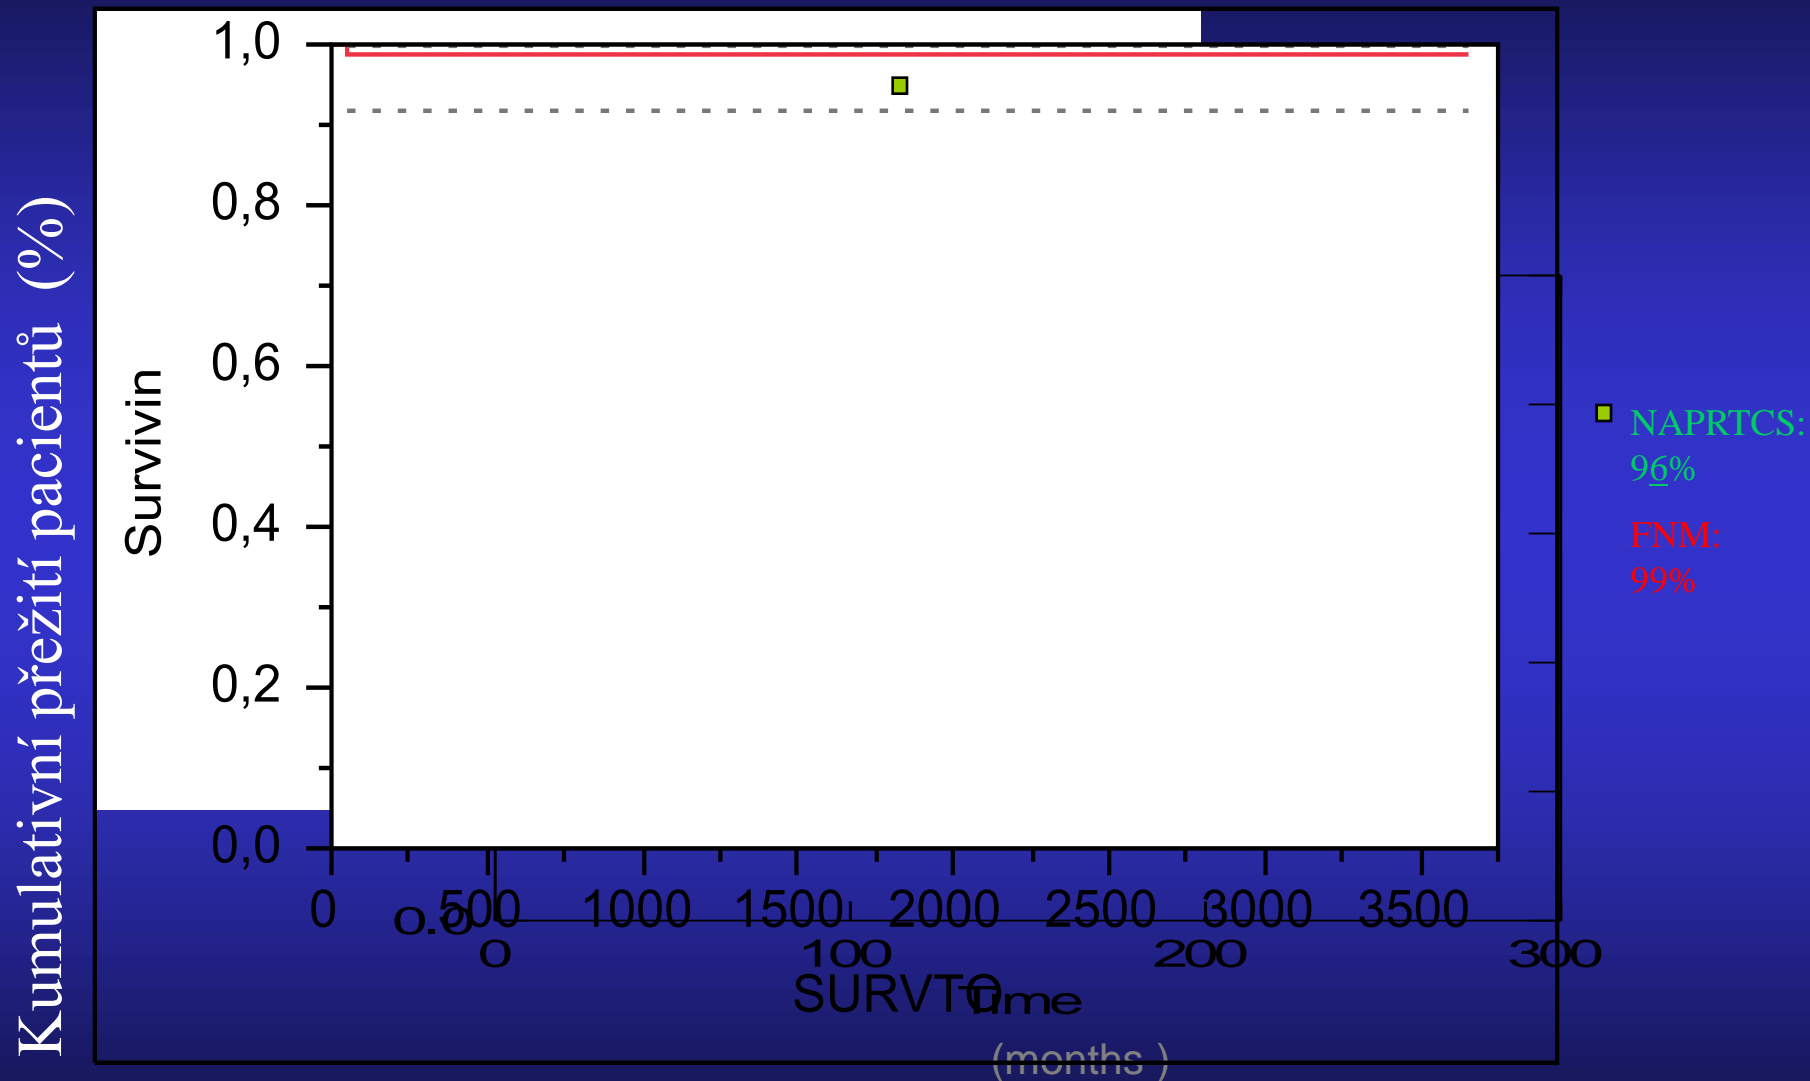 Kumulativní přežití pacientů (%)
Survivin
1,0
0,8
0,6
0,4
0,2
0,0
0 500 1000 1500 2000 2500 3000 3500
0.0
0 100 200 300
SURVTO
Time
(months )
NAPRTCS:
96%
FNM:
99%